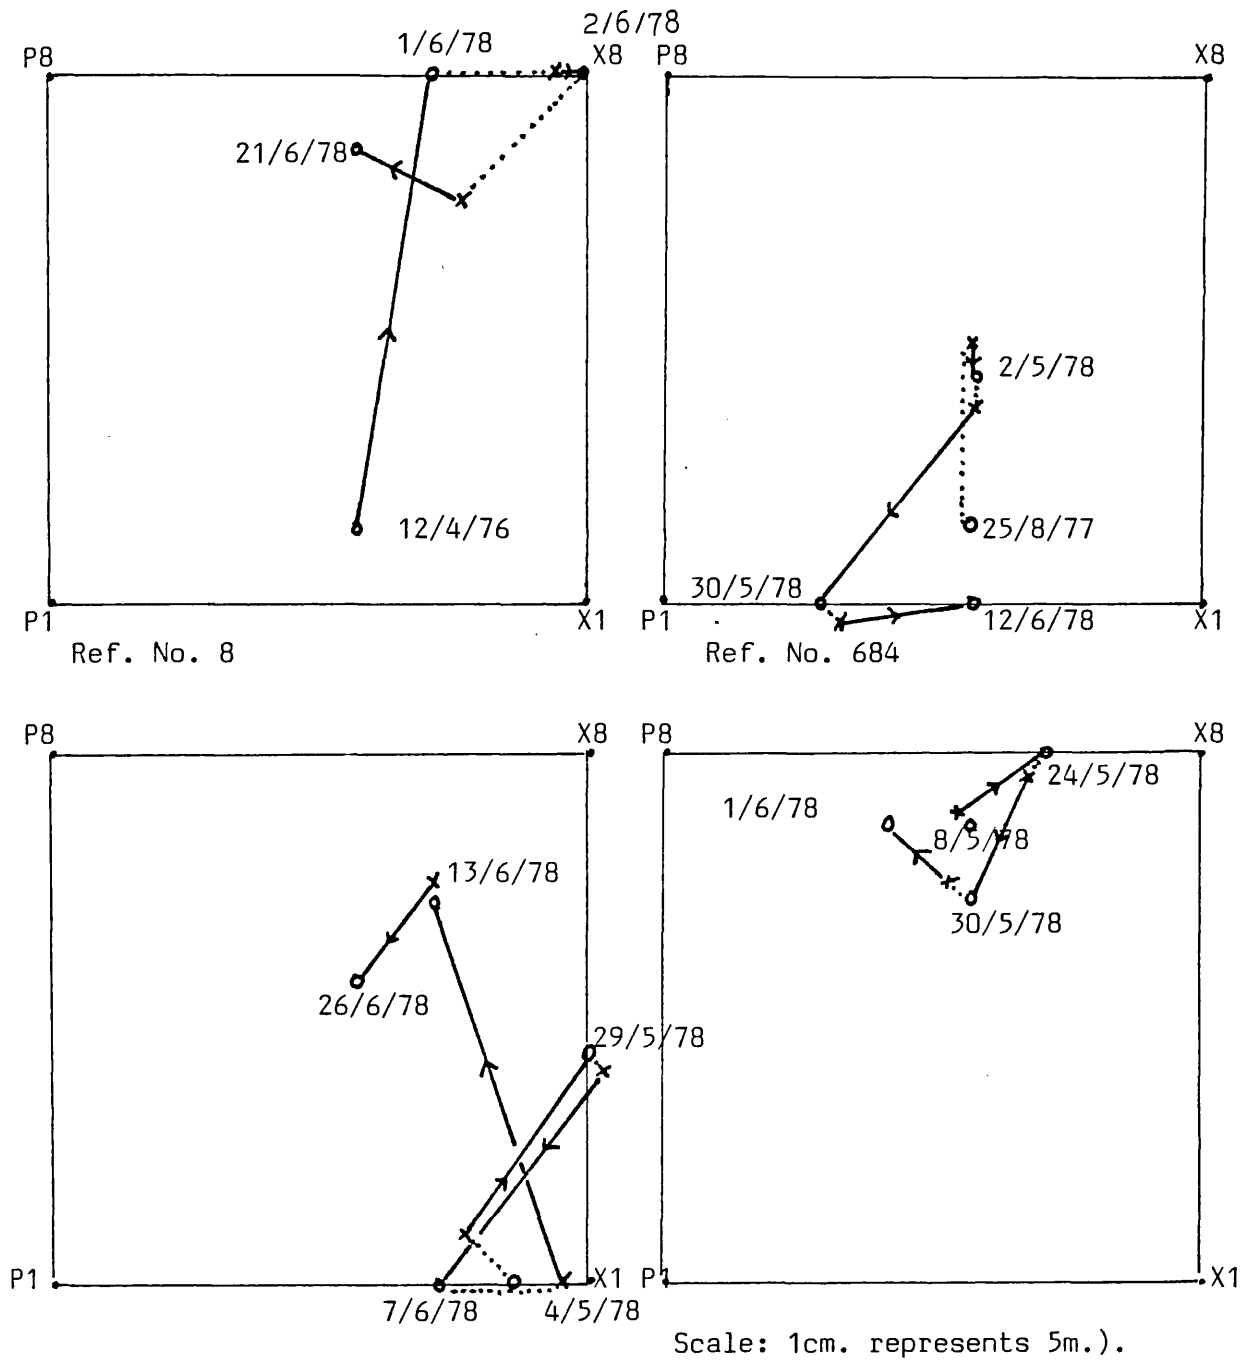 2/6/78
1/6/78
P8
X8
21/6/78
12/4/76
P1
X1
Ref. No. 8
P8
X8
2/5/78
25/8/77
30/5/78
P1
12/6/78
X1
Ref. No. 684
P8
X8
13/6/78
26/6/78
29/5/78
P1
X1
7/6/78
4/5/78
P8
X8
24/5/78
1/6/78
8/5/78
30/5/78
P1
X1
Scale: 1cm. represents 5m.).